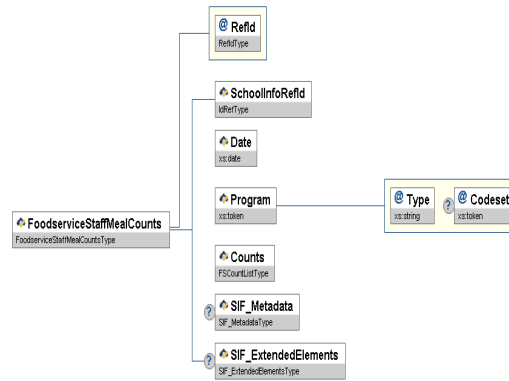 @ RefId
RefIdType
SchoolInfoRefId
IdRefType
Date
xs:date
Program
xs:token
@ Type
xs:string
? @ Codeset
xs:token
FoodserviceStaffMealCounts
FoodserviceStaffMealCountsType
Counts
FSCountListType
? SIF_Metadata
SIF_MetadataType
? SIF_ExtendedElements
SIF_ExtendedElementsType